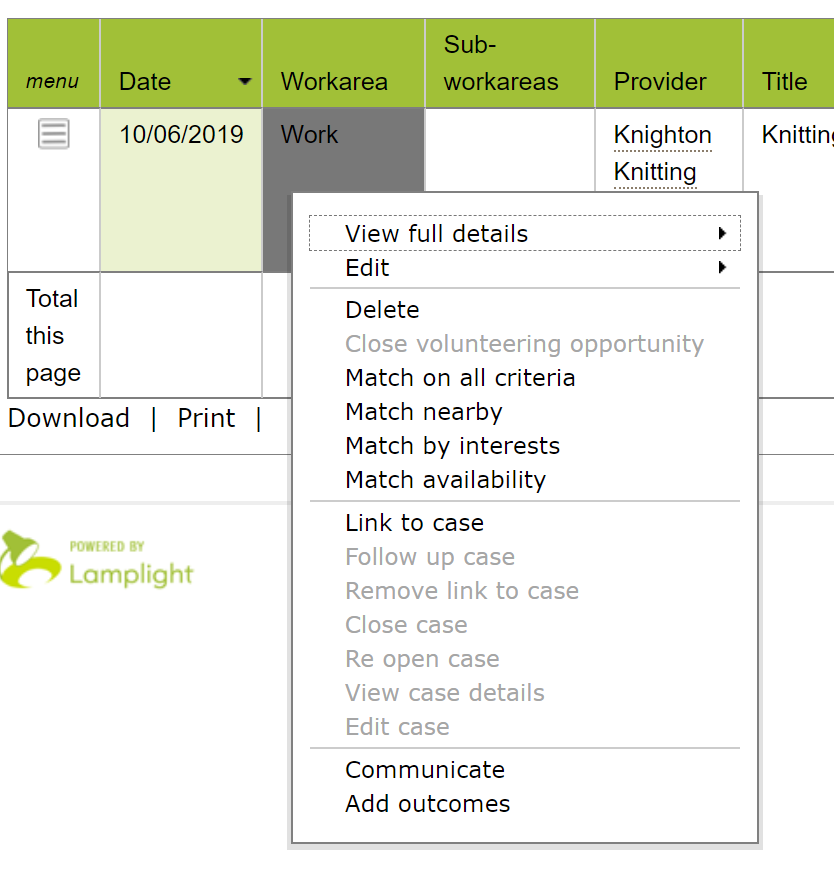 menu Date Workarea Sub-workareas Provider Title
10/06/2019 Work Knighton
Knitting
View full details
Edit
Delete
Close volunteering opportunity
Match on all criteria
Match nearby
Match by interests
Match availability
Link to case
Follow up case
Remove link to case
Close case
Re open case
View case details
Edit case
Communicate
Add outcomes
Total
this
page
Download | Print |
POWERED BY
Lamplight